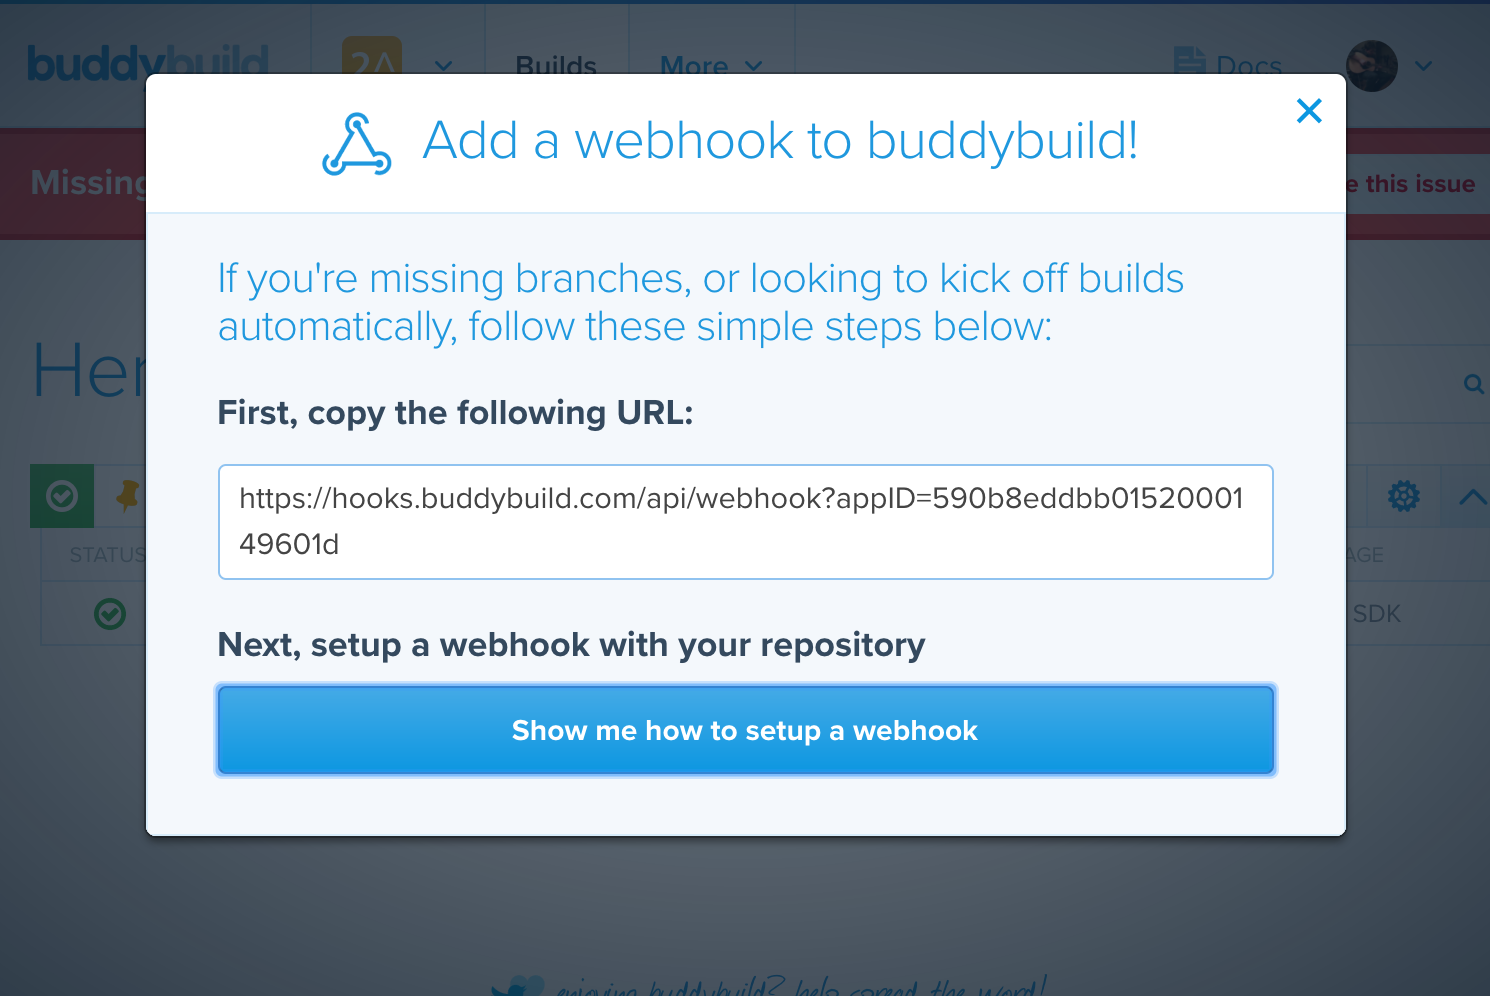 buddybuild
2A
Builds
More
Docs
Add a webhook to buddybuild!
Missing
e this issue
If you're missing branches, or looking to kick off builds
automatically, follow these simple steps below:
Her
First, copy the following URL:
https://hooks.buddybuild.com/api/webhook?appID=590b8eddbb01520001
49601d
STATUS
AGE
SDK
Next, setup a webhook with your repository
Show me how to setup a webhook
enjoying buddybuild? help spread the word!